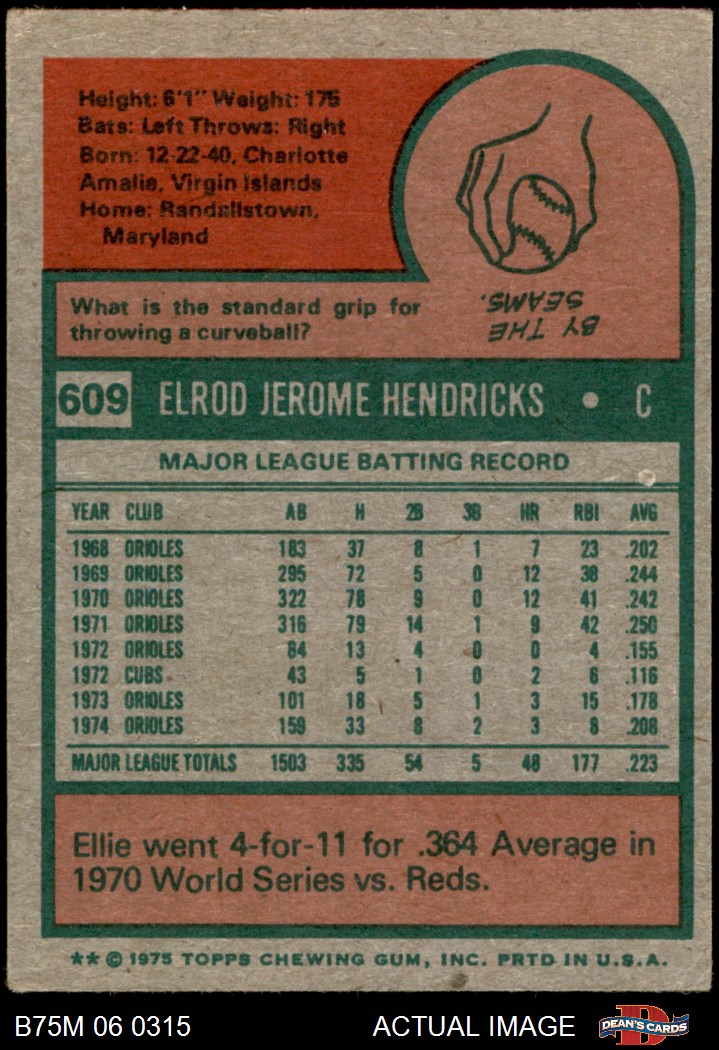 Height: 6'1" Weight: 175
Bats: Left Throws: Right
Born: 12-22-40, Charlotte
Amalie, Virgin Islands
Home: Randallstown,
Maryland
What is the standard grip for
throwing a curveball?
BY THE
SEAMS.
609 ELROD JEROME HENDRICKS • C
MAJOR LEAGUE BATTING RECORD
YEAR CLUB AB H 2B 3B HR RBI AVG
1968 ORIOLES 183 37 8 1 7 23 .202
1969 ORIOLES 295 72 5 0 12 38 .244
1970 ORIOLES 322 78 9 0 12 41 .242
1971 ORIOLES 316 79 14 1 9 42 .250
1972 ORIOLES 84 13 4 0 0 4 .155
1972 CUBS 43 5 1 0 2 6 .116
1973 ORIOLES 101 18 5 1 3 15 .178
1974 ORIOLES 159 33 8 2 3 8 .208
MAJOR LEAGUE TOTALS 1503 335 54 5 48 177 .223
Ellie went 4-for-11 for .364 Average in
1970 World Series vs. Reds.
** © 1975 TOPPS CHEWING GUM, INC. PRTD IN U.S.A.
B75M 06 0315 ACTUAL IMAGE DEAN'S CARDS